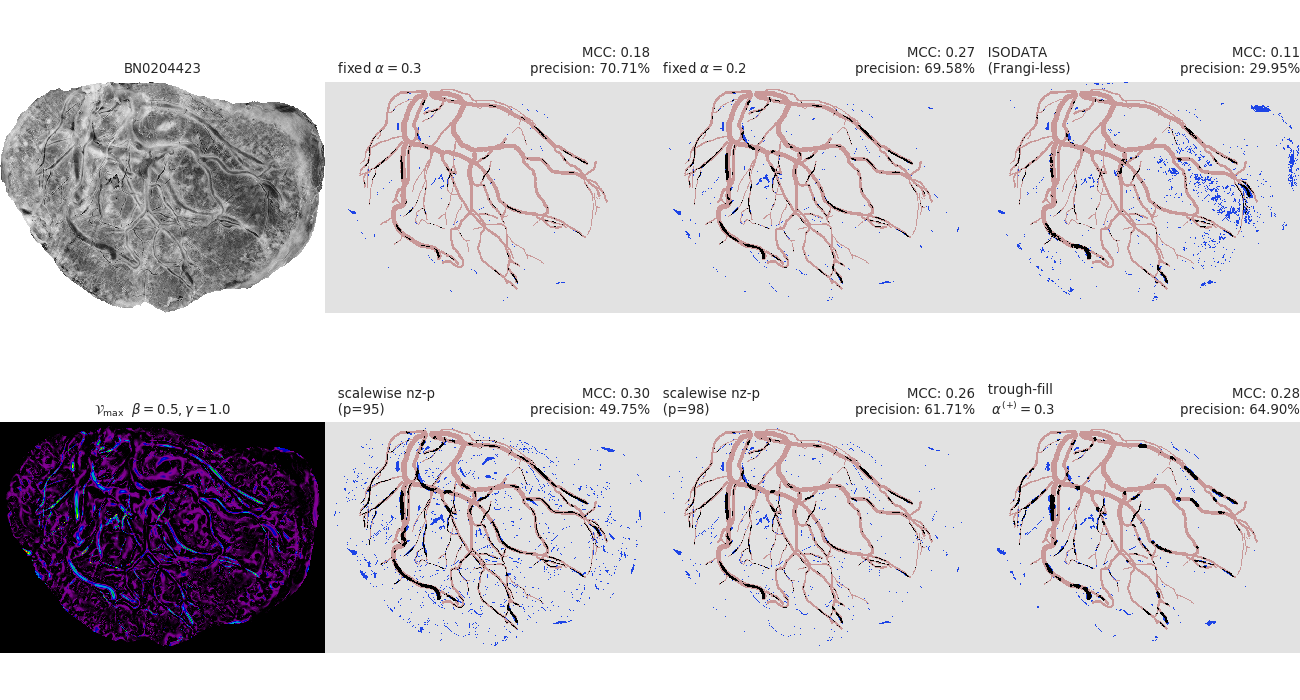 BN0204423
fixed α = 0.3
MCC: 0.18
precision: 70.71%
fixed α = 0.2
MCC: 0.27
precision: 69.58%
ISODATA
(Frangi-less)
MCC: 0.11
precision: 29.95%
𝒱max β = 0.5, γ = 1.0
scalewise nz-p
(p=95)
MCC: 0.30
precision: 49.75%
scalewise nz-p
(p=98)
MCC: 0.26
precision: 61.71%
trough-fill
α(+) = 0.3
MCC: 0.28
precision: 64.90%